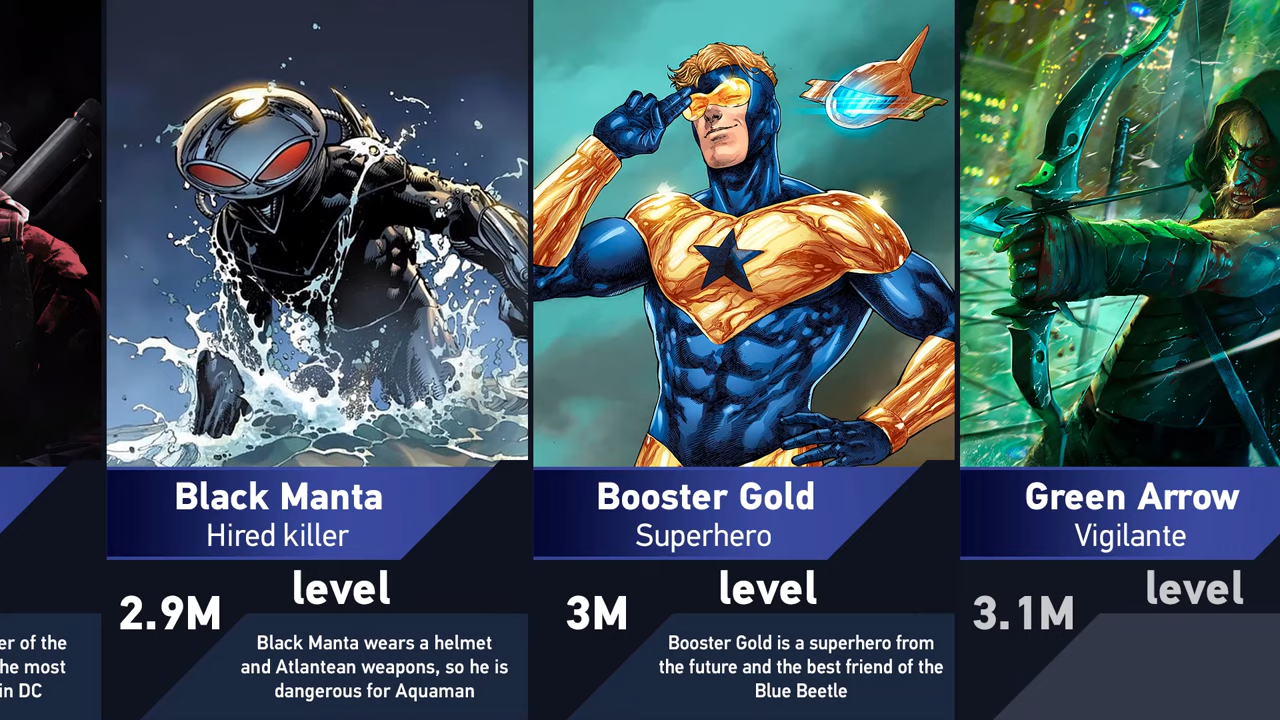 er of the
he most
in DC
Black Manta
Hired killer
level
2.9M
Black Manta wears a helmet
and Atlantean weapons, so he is
dangerous for Aquaman
Booster Gold
Superhero
level
3M
Booster Gold is a superhero from
the future and the best friend of the
Blue Beetle
Green Arrow
Vigilante
level
3.1M